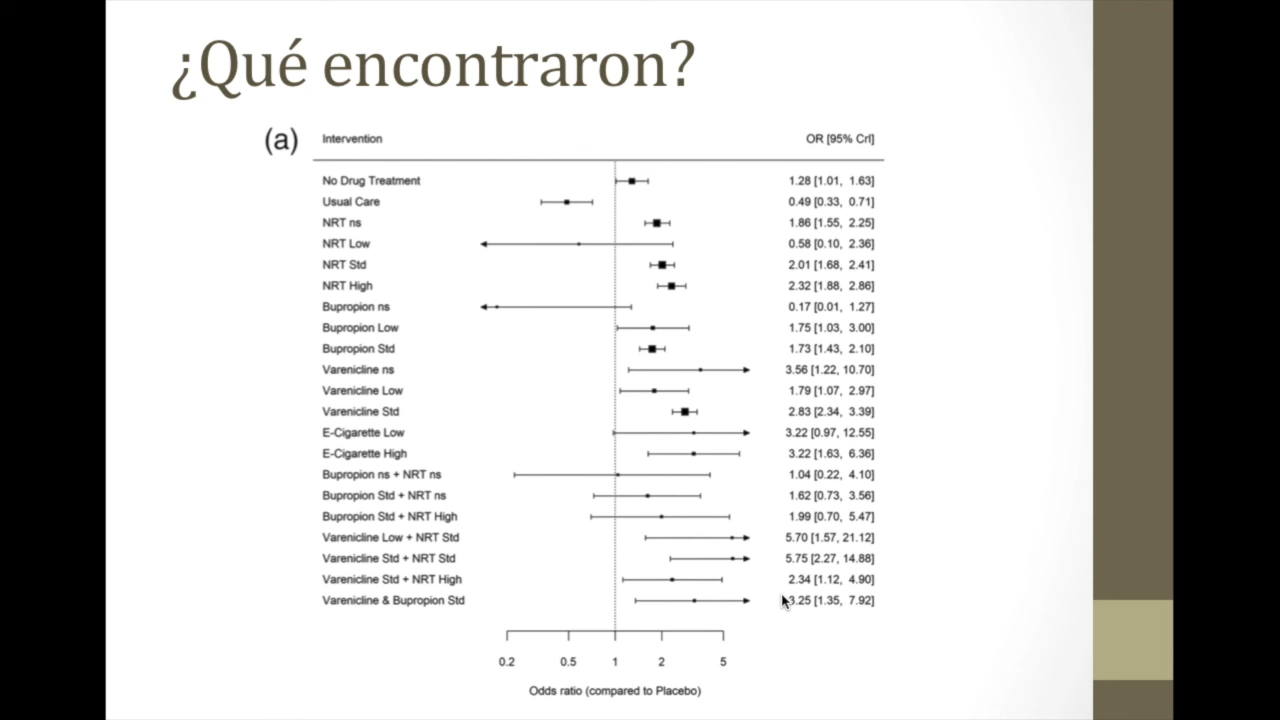 ¿Qué encontraron?
(a) Intervention OR [95% CrI]
No Drug Treatment 1.28 [1.01, 1.63]
Usual Care 0.49 [0.33, 0.71]
NRT ns 1.86 [1.55, 2.25]
NRT Low 0.58 [0.10, 2.36]
NRT Std 2.01 [1.68, 2.41]
NRT High 2.32 [1.88, 2.86]
Bupropion ns 0.17 [0.01, 1.27]
Bupropion Low 1.75 [1.03, 3.00]
Bupropion Std 1.73 [1.43, 2.10]
Varenicline ns 3.56 [1.22, 10.70]
Varenicline Low 1.79 [1.07, 2.97]
Varenicline Std 2.83 [2.34, 3.39]
E-Cigarette Low 3.22 [0.97, 12.55]
E-Cigarette High 3.22 [1.63, 6.36]
Bupropion ns + NRT ns 1.04 [0.22, 4.10]
Bupropion Std + NRT ns 1.62 [0.73, 3.56]
Bupropion Std + NRT High 1.99 [0.70, 5.47]
Varenicline Low + NRT Std 5.70 [1.57, 21.12]
Varenicline Std + NRT Std 5.75 [2.27, 14.88]
Varenicline Std + NRT High 2.34 [1.12, 4.90]
Varenicline & Bupropion Std 3.25 [1.35, 7.92]
0.2 0.5 1 2 5
Odds ratio (compared to Placebo)